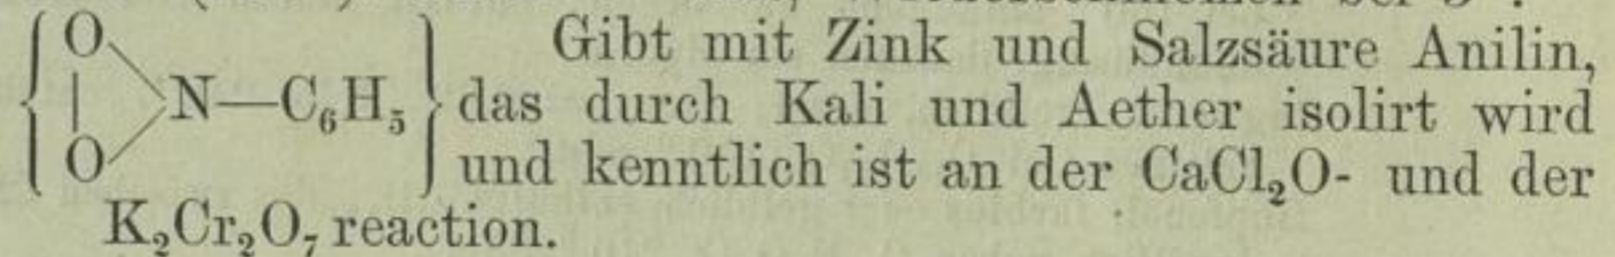 O
| N—C₆H₅
O
Gibt mit Zink und Salzsäure Anilin,
das durch Kali und Aether isolirt wird
und kenntlich ist an der CaCl₂O- und der
K₂Cr₂O₇ reaction.